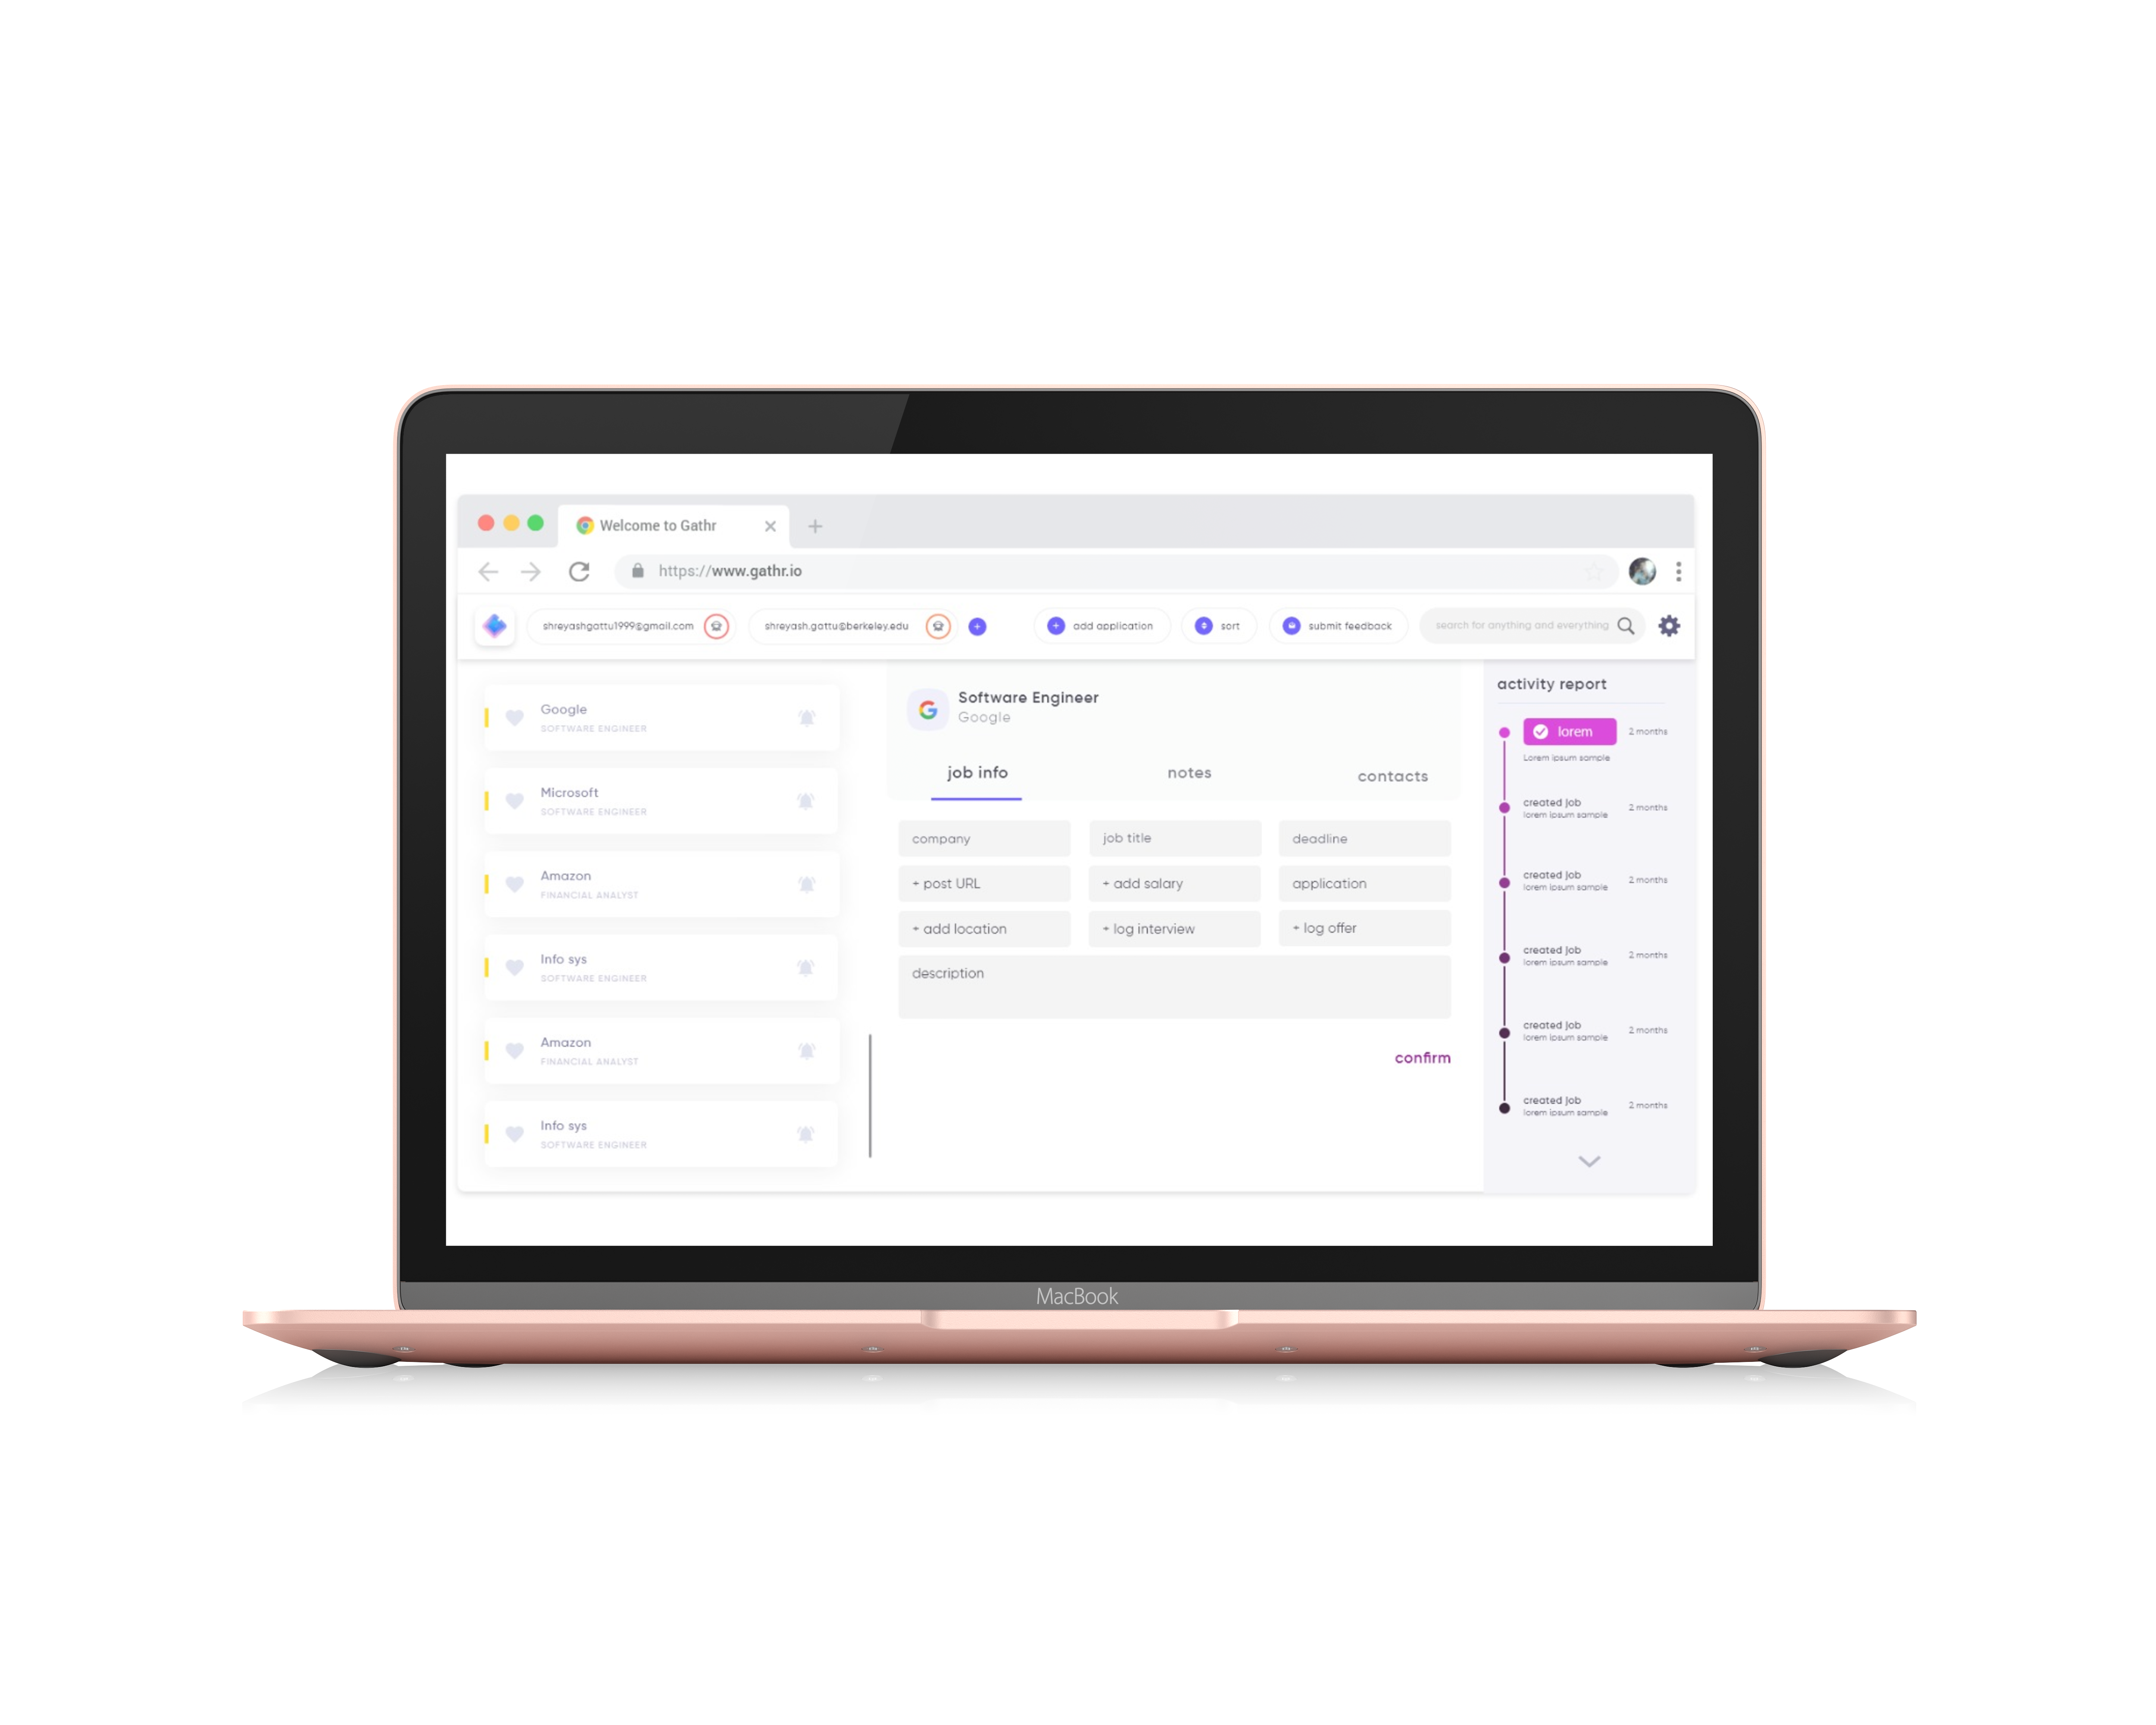 Welcome to Gathr
https://www.gathr.io
shreyashgattu1999@gmail.com shreyash.gattu@berkeley.edu add application sort submit feedback search for anything and everything
Google
SOFTWARE ENGINEER
Microsoft
SOFTWARE ENGINEER
Amazon
FINANCIAL ANALYST
Info sys
SOFTWARE ENGINEER
Amazon
FINANCIAL ANALYST
Info sys
SOFTWARE ENGINEER
Software Engineer
Google
job info notes contacts
company job title deadline
+ post URL + add salary application
+ add location + log interview + log offer
description
confirm
activity report
lorem 2 months
Lorem ipsum sample
created job 2 months
lorem ipsum sample
created job 2 months
lorem ipsum sample
created job 2 months
lorem ipsum sample
created job 2 months
lorem ipsum sample
created job 2 months
lorem ipsum sample
MacBook